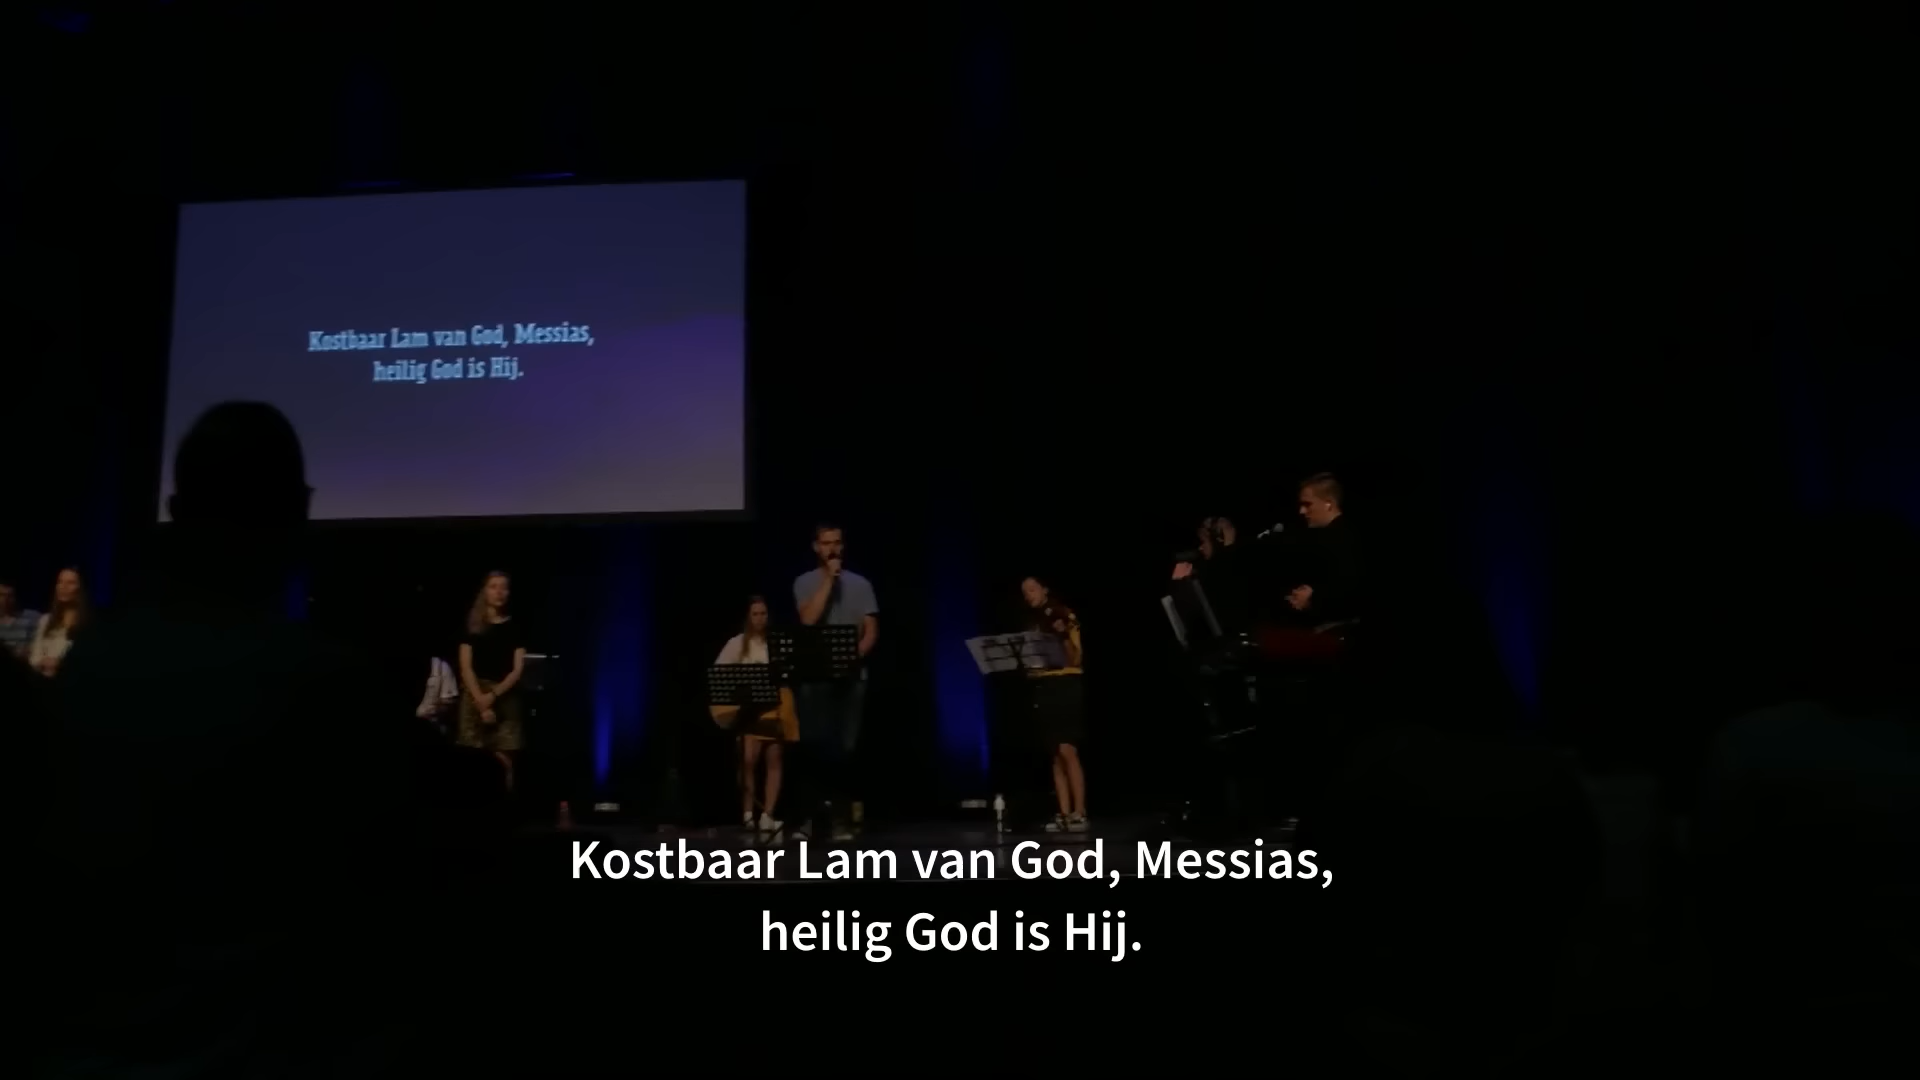 Kostbaar Lam van God, Messias,
heilig God is Hij.
Kostbaar Lam van God, Messias,
heilig God is Hij.